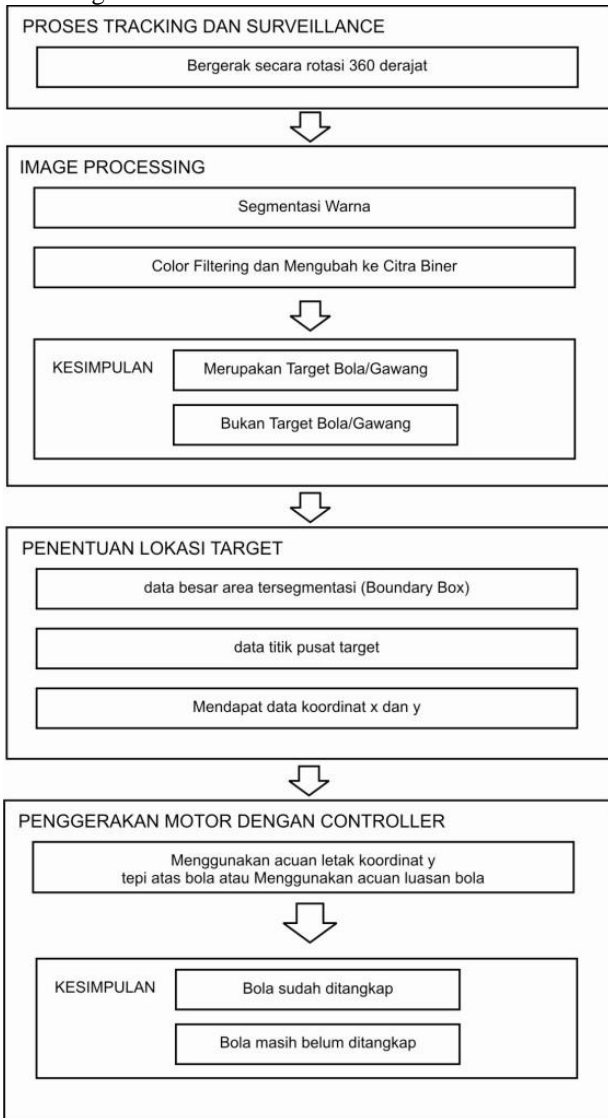 PROSES TRACKING DAN SURVEILLANCE
Bergerak secara rotasi 360 derajat
IMAGE PROCESSING
Segmentasi Warna
Color Filtering dan Mengubah ke Citra Biner
KESIMPULAN
Merupakan Target Bola/Gawang
Bukan Target Bola/Gawang
PENENTUAN LOKASI TARGET
data besar area tersegmentasi (Boundary Box)
data titik pusat target
Mendapat data koordinat x dan y
PENGGERAKAN MOTOR DENGAN CONTROLLER
Menggunakan acuan letak koordinat y
tepi atas bola atau Menggunakan acuan luasan bola
KESIMPULAN
Bola sudah ditangkap
Bola masih belum ditangkap